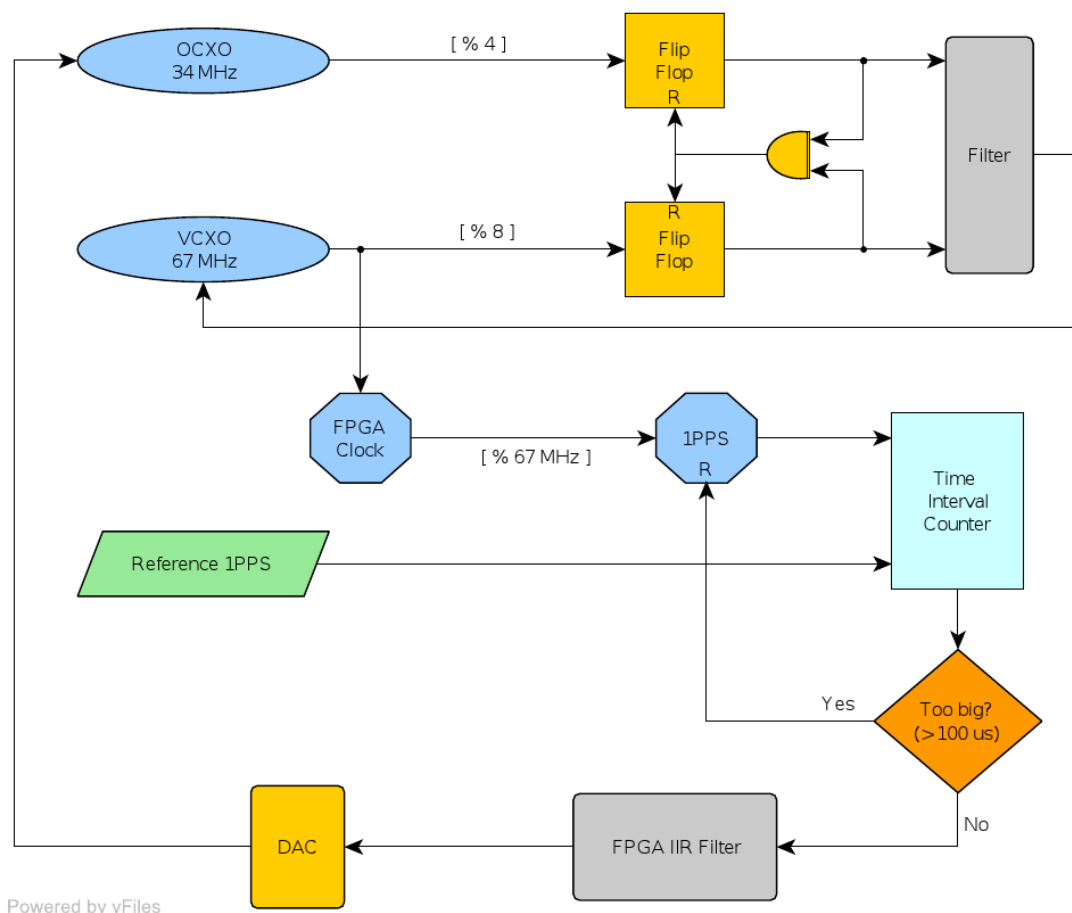 OCXO
34 MHz
[ % 4 ]
Flip
Flop
R
Filter
VCXO
67 MHz
[ % 8 ]
R
Flip
Flop
FPGA
Clock
[ % 67 MHz ]
1PPS
R
Time
Interval
Counter
Reference 1PPS
Too big?
(>100 us)
Yes
No
FPGA IIR Filter
DAC
Powered by vFiles